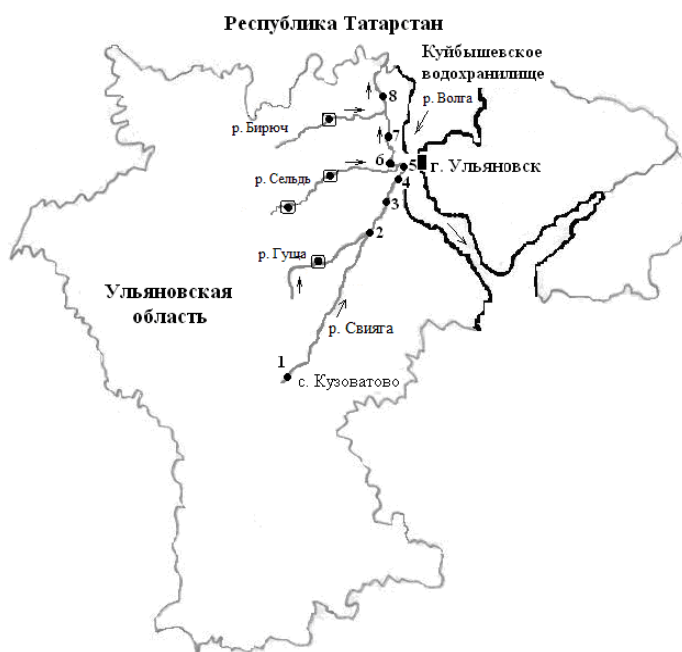 Республика Татарстан
Куйбышевское
водохранилище
р. Волга
8
р. Бирюч
7
6
5
г. Ульяновск
р. Сельдь
4
3
2
р. Гуща
Ульяновская
область
р. Свияга
1
с. Кузоватово